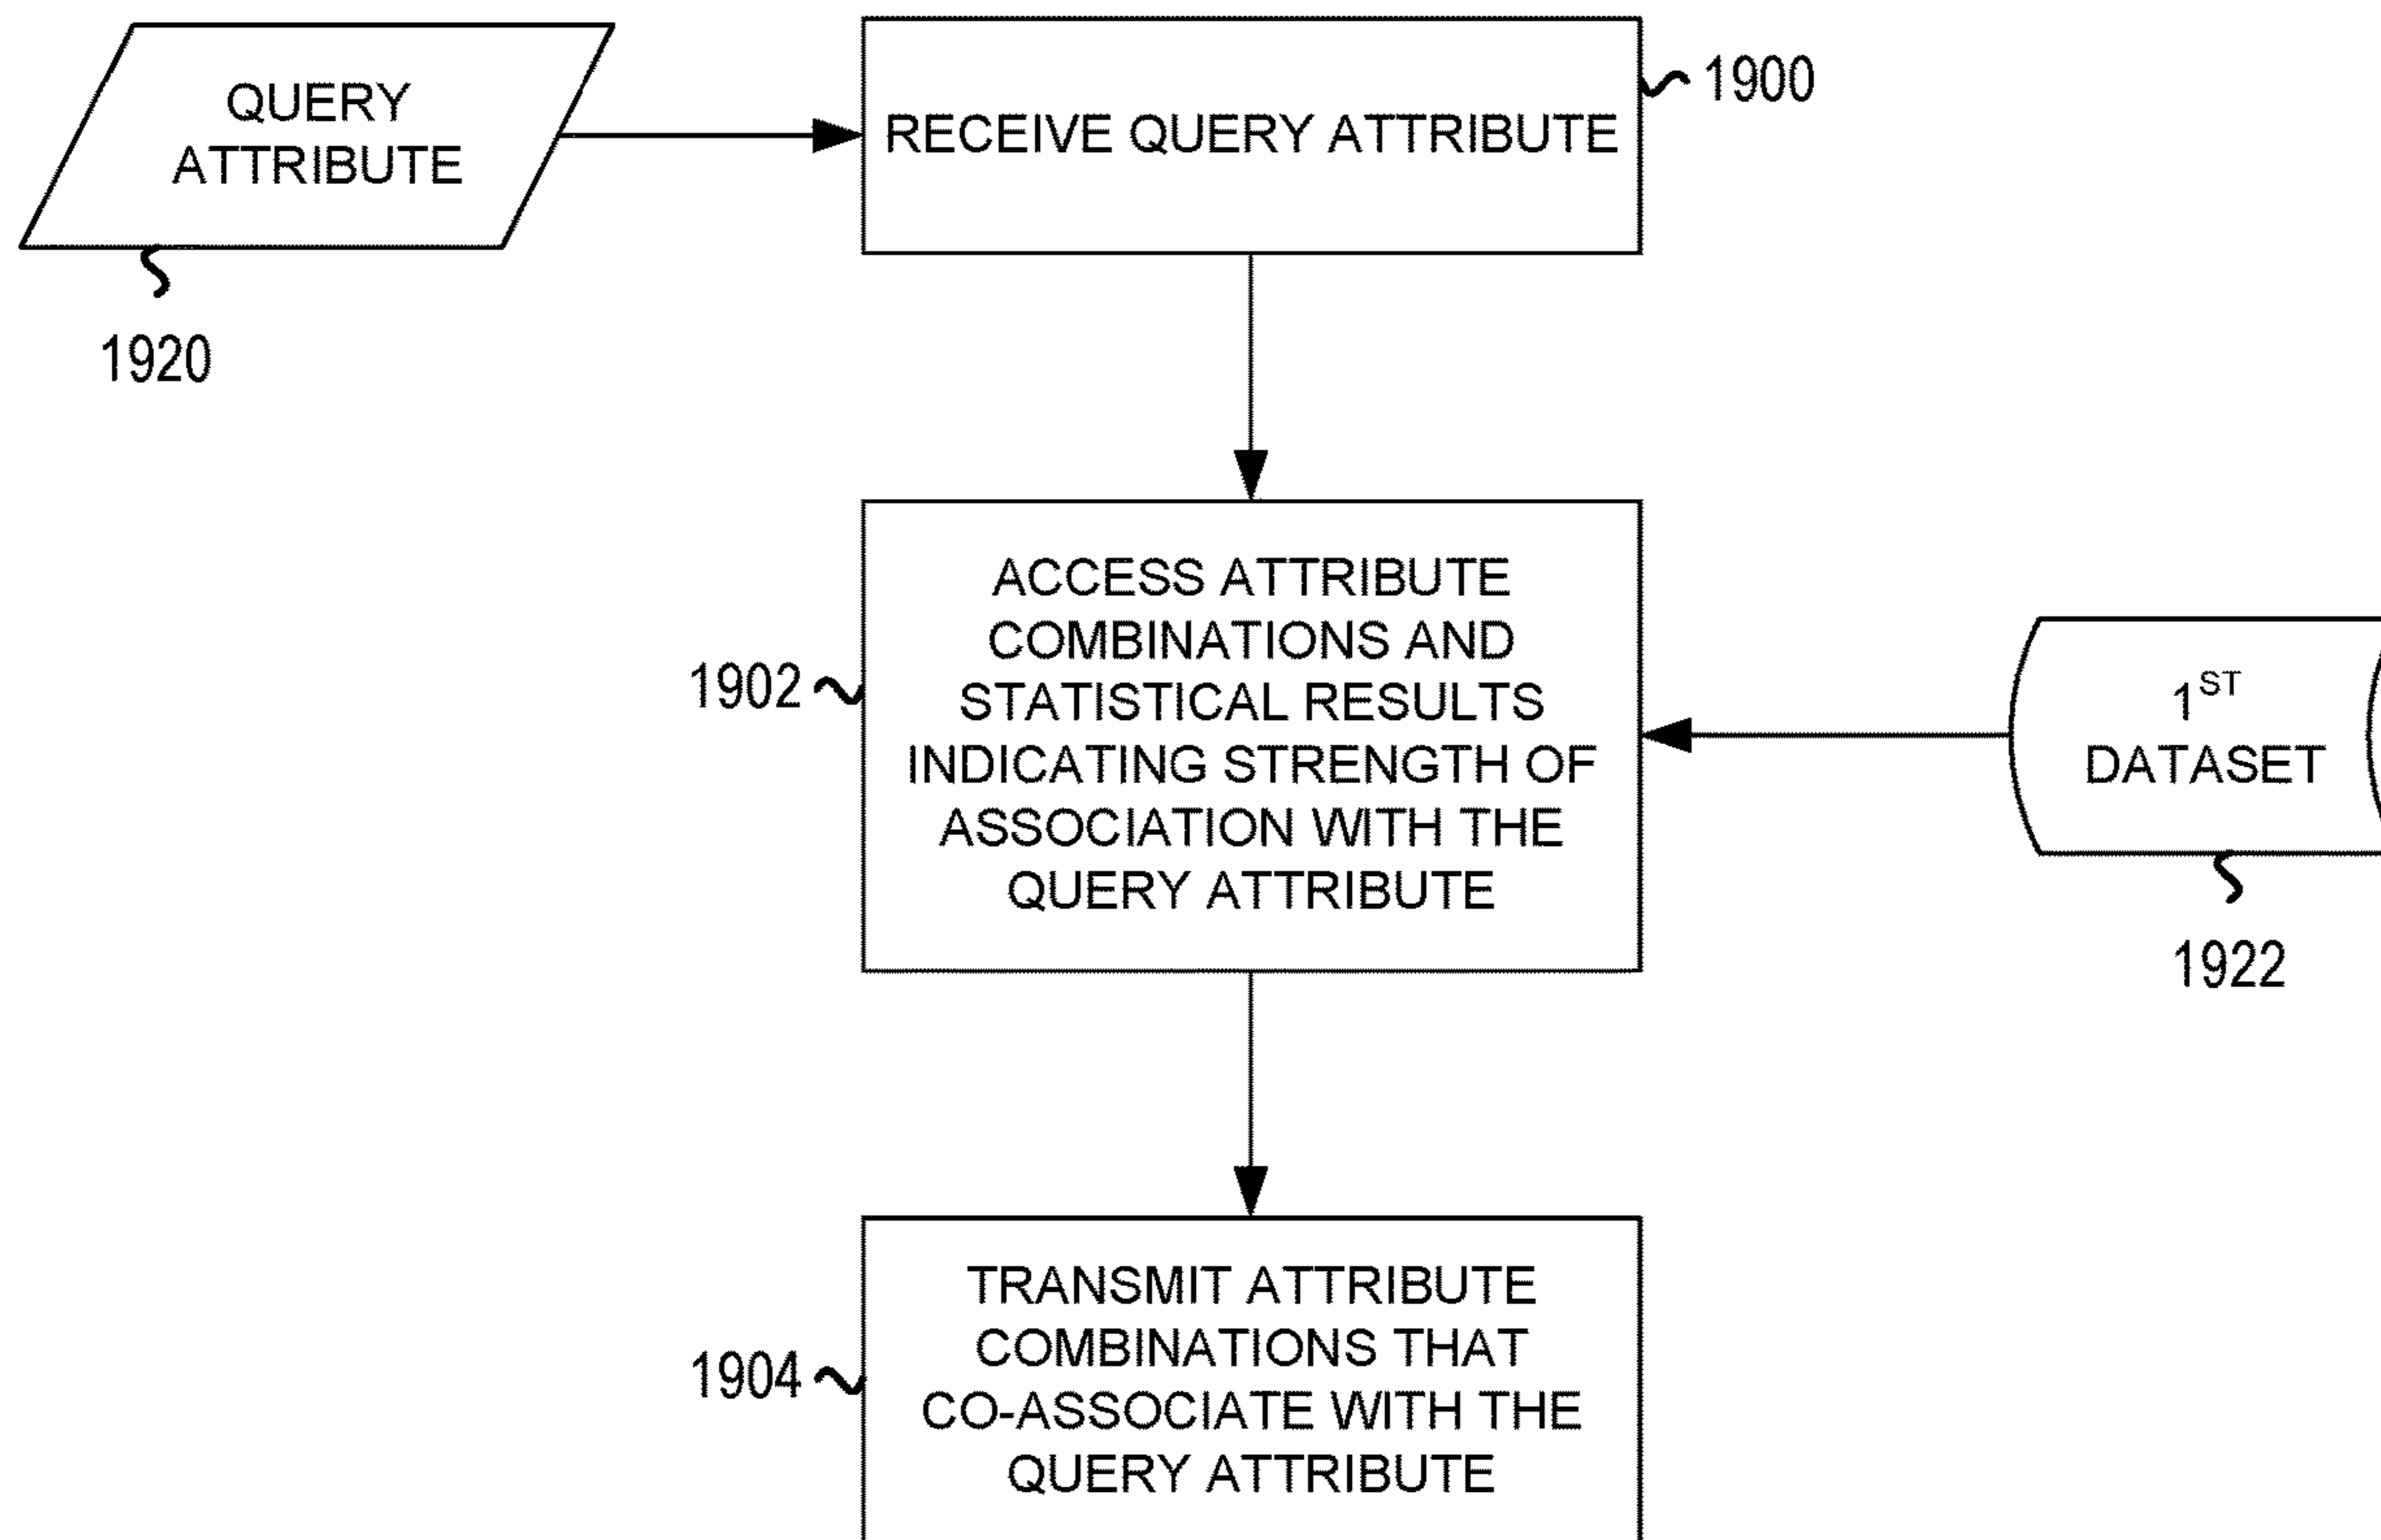 QUERY
ATTRIBUTE
1920
RECEIVE QUERY ATTRIBUTE
1900
ACCESS ATTRIBUTE
COMBINATIONS AND
STATISTICAL RESULTS
INDICATING STRENGTH OF
ASSOCIATION WITH THE
QUERY ATTRIBUTE
1902
1ST
DATASET
1922
TRANSMIT ATTRIBUTE
COMBINATIONS THAT
CO-ASSOCIATE WITH THE
QUERY ATTRIBUTE
1904